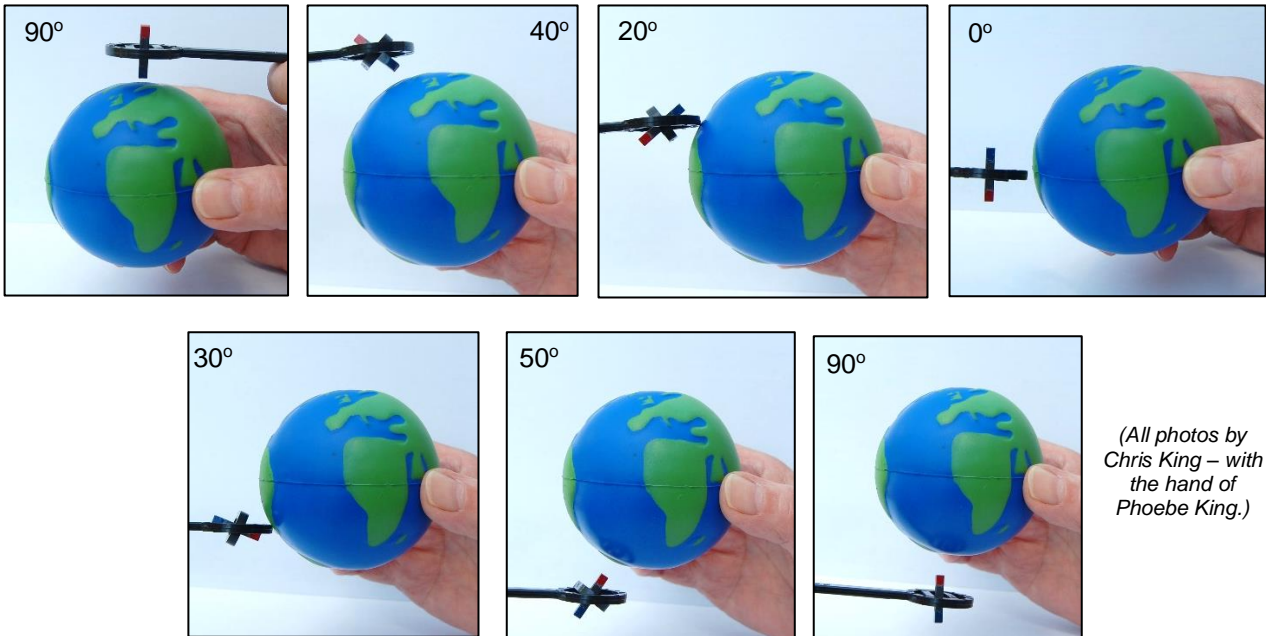 90º
40º
20º
0º
30º
50º
90º
(All photos by
Chris King – with
the hand of
Phoebe King.)